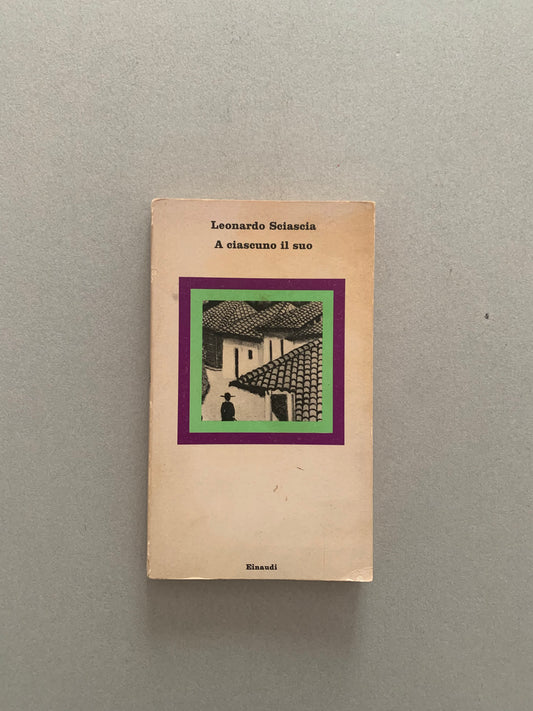 Leonardo Sciascia
A ciascuno il suo
Einaudi